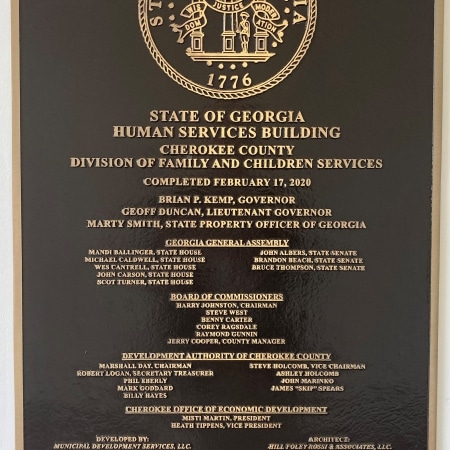 STATE OF GEORGIA
WISDOM JUSTICE MODERATION
1776
STATE OF GEORGIA
HUMAN SERVICES BUILDING
CHEROKEE COUNTY
DIVISION OF FAMILY AND CHILDREN SERVICES
COMPLETED FEBRUARY 17, 2020
BRIAN P. KEMP, GOVERNOR
GEOFF DUNCAN, LIEUTENANT GOVERNOR
MARTY SMITH, STATE PROPERTY OFFICER OF GEORGIA
GEORGIA GENERAL ASSEMBLY
MANDI BALLINGER, STATE HOUSE
MICHAEL CALDWELL, STATE HOUSE
WES CANTRELL, STATE HOUSE
JOHN CARSON, STATE HOUSE
SCOT TURNER, STATE HOUSE
JOHN ALBERS, STATE SENATE
BRANDON BEACH, STATE SENATE
BRUCE THOMPSON, STATE SENATE
BOARD OF COMMISSIONERS
HARRY JOHNSTON, CHAIRMAN
STEVE WEST
BENNY CARTER
COREY RAGSDALE
RAYMOND GUNNIN
JERRY COOPER, COUNTY MANAGER
DEVELOPMENT AUTHORITY OF CHEROKEE COUNTY
MARSHALL DAY, CHAIRMAN
ROBERT LOGAN, SECRETARY TREASURER
PHIL EBERLY
MARK GODDARD
BILLY HAYES
STEVE HOLCOMB, VICE CHAIRMAN
ASHLEY HOLCOMB
JOHN MARINKO
JAMES "SKIP" SPEARS
CHEROKEE OFFICE OF ECONOMIC DEVELOPMENT
MISTI MARTIN, PRESIDENT
HEATH TIPPENS, VICE PRESIDENT
DEVELOPED BY:
MUNICIPAL DEVELOPMENT SERVICES, LLC.
ARCHITECT:
HILL FOLEY ROSSI & ASSOCIATES, LLC.